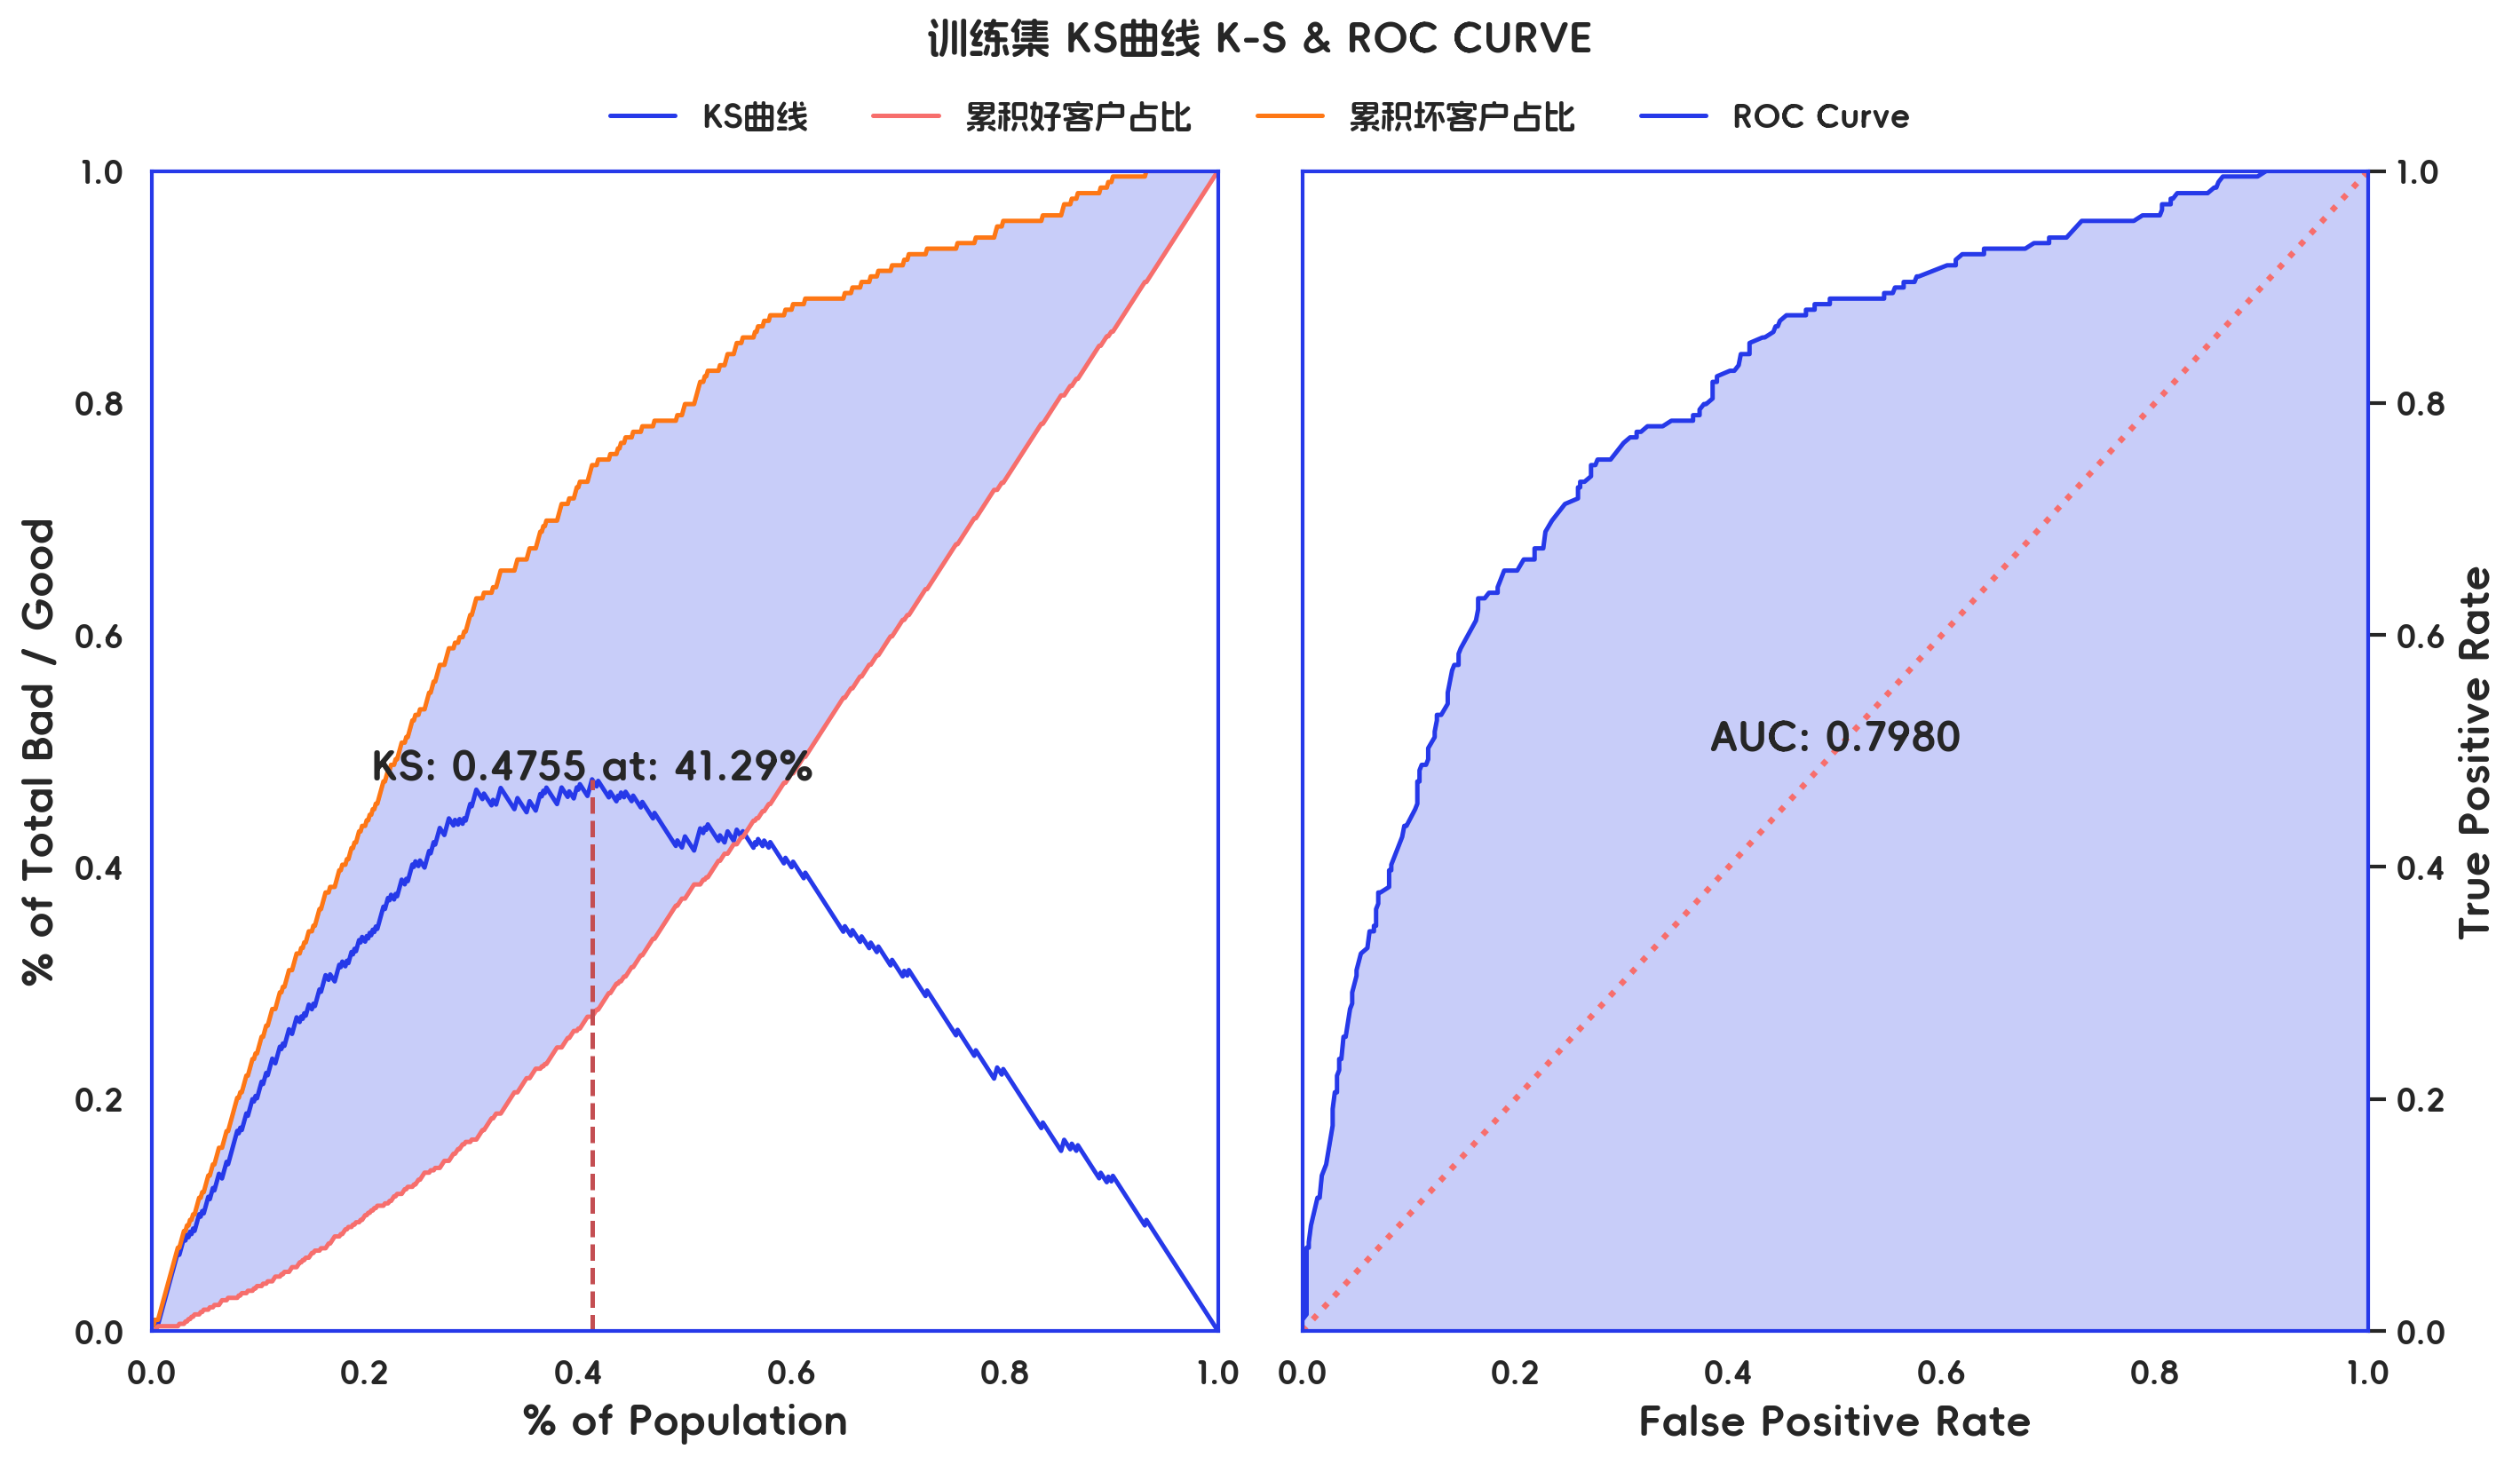 训练集 KS曲线 K-S & ROC CURVE
KS曲线 累积好客户占比 累积坏客户占比 ROC Curve
% of Total Bad / Good
1.0
0.8
0.6
0.4
0.2
0.0
KS: 0.4755 at: 41.29%
0.0 0.2 0.4 0.6 0.8 1.0
% of Population
AUC: 0.7980
0.0 0.2 0.4 0.6 0.8 1.0
False Positive Rate
1.0
0.8
0.6
0.4
0.2
0.0
True Positive Rate